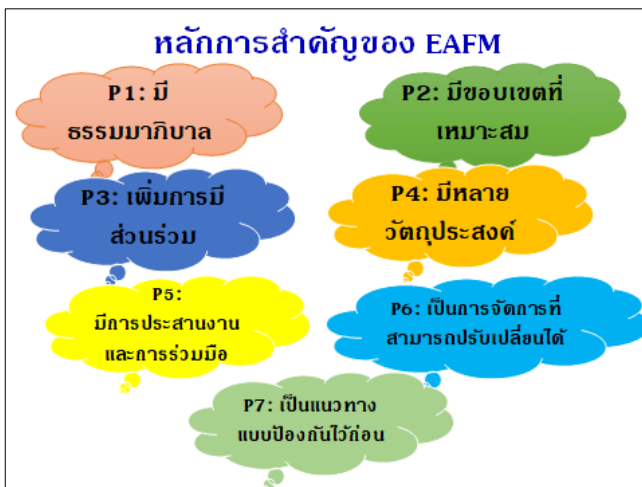 หลักการสำคัญของ EAFM
P1: มี
ธรรมมาภิบาล
P2: มีขอบเขตที่
เหมาะสม
P3: เพิ่มการมี
ส่วนร่วม
P4: มีหลาย
วัตถุประสงค์
P5:
มีการประสานงาน
และการร่วมมือ
P6: เป็นการจัดการที่
สามารถปรับเปลี่ยนได้
P7: เป็นแนวทาง
แบบป้องกันไว้ก่อน